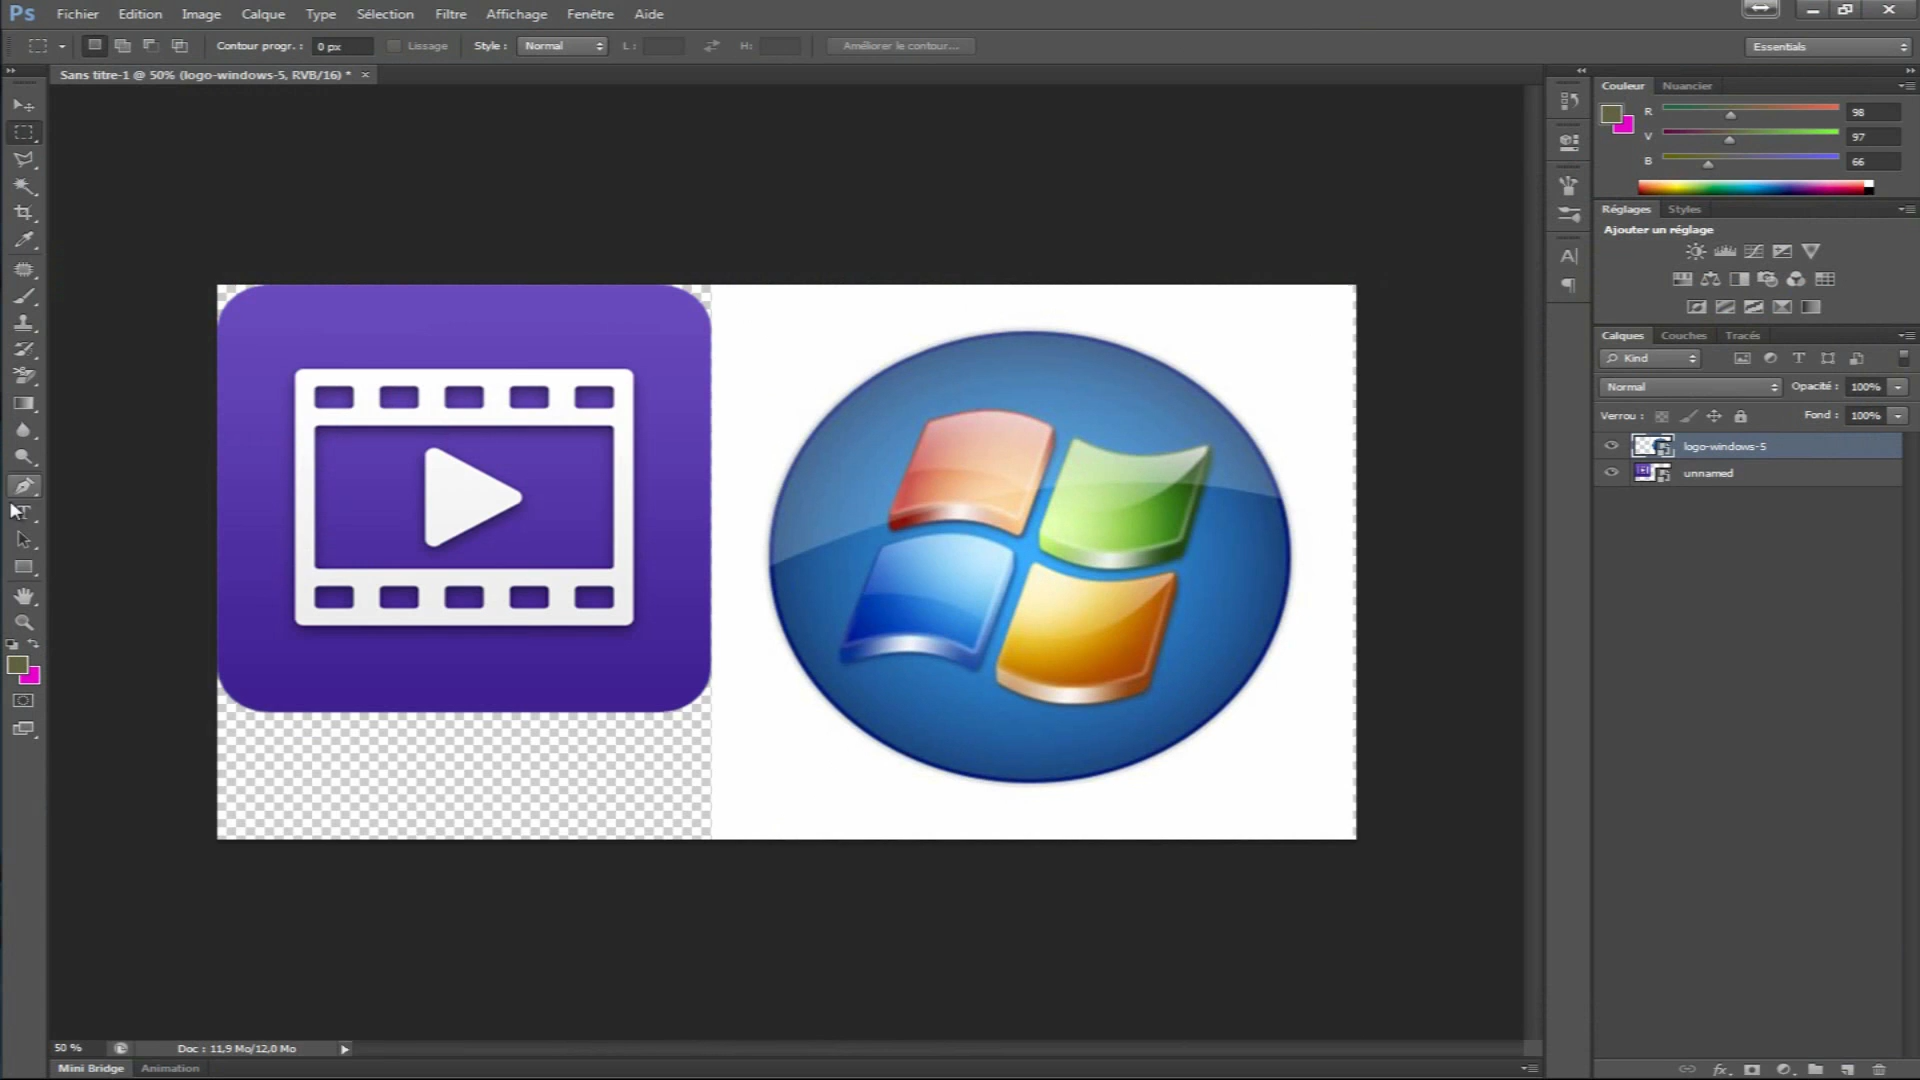 Ps Fichier Edition Image Calque Type Sélection Filtre Affichage Fenêtre Aide
Contour progr. : 0 px Lissage Style : Normal L : H: Améliorer le contour... Essentials
Sans titre-1 @ 50% (logo-windows-5, RVB/16) * ×
Couleur Nuancier
R 98
V 97
B 66
Réglages Styles
Ajouter un réglage
Calques Couches Tracés
Kind T
Normal Opacité : 100%
Verrou : Fond : 100%
logo-windows-5
unnamed
50 % Doc : 11,9 Mo/12,0 Mo
Mini Bridge Animation
fx